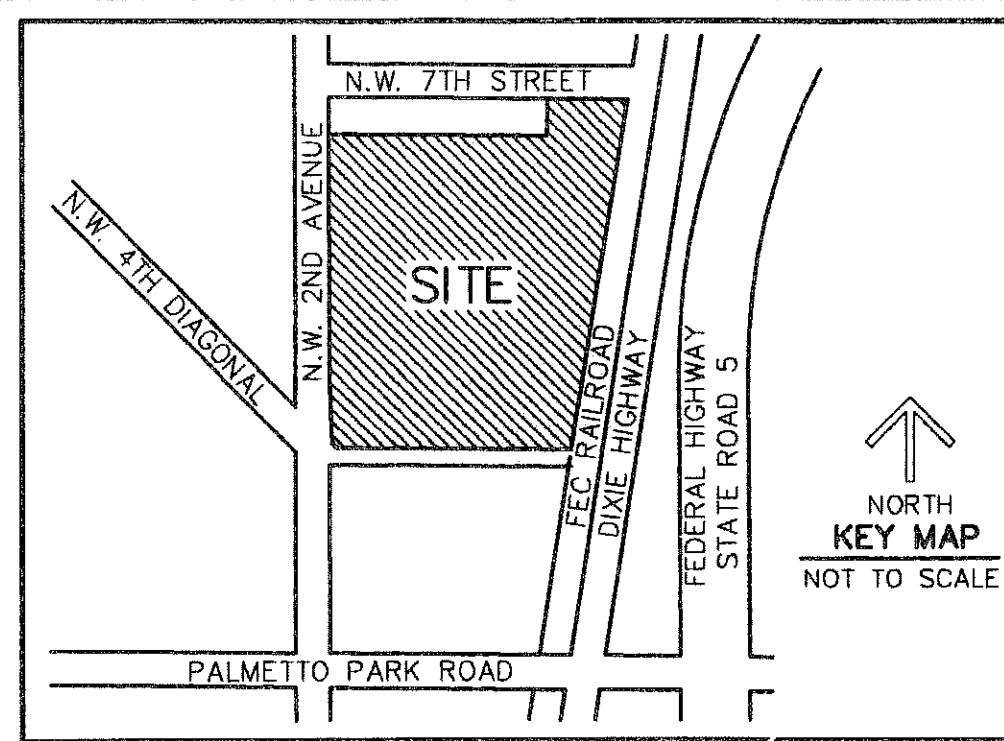 N.W. 7TH STREET
N.W. 2ND AVENUE
N.W. 4TH DIAGONAL
SITE
FEC RAILROAD
DIXIE HIGHWAY
FEDERAL HIGHWAY
STATE ROAD 5
NORTH
KEY MAP
NOT TO SCALE
PALMETTO PARK ROAD